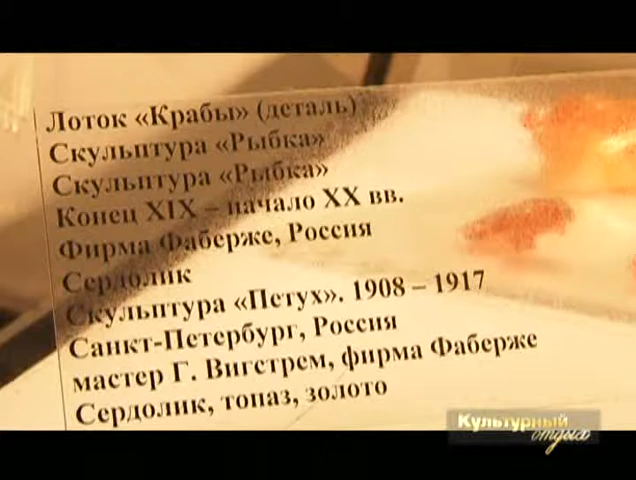 Лоток «Крабы» (деталь)
Скульптура «Рыбка»
Скульптура «Рыбка»
Конец XIX – начало XX вв.
Фирма Фаберже, Россия
Сердолик
Скульптура «Петух». 1908 – 1917
Санкт-Петербург, Россия
мастер Г. Вигстрем, фирма Фаберже
Сердолик, топаз, золото
Культурный
отдых